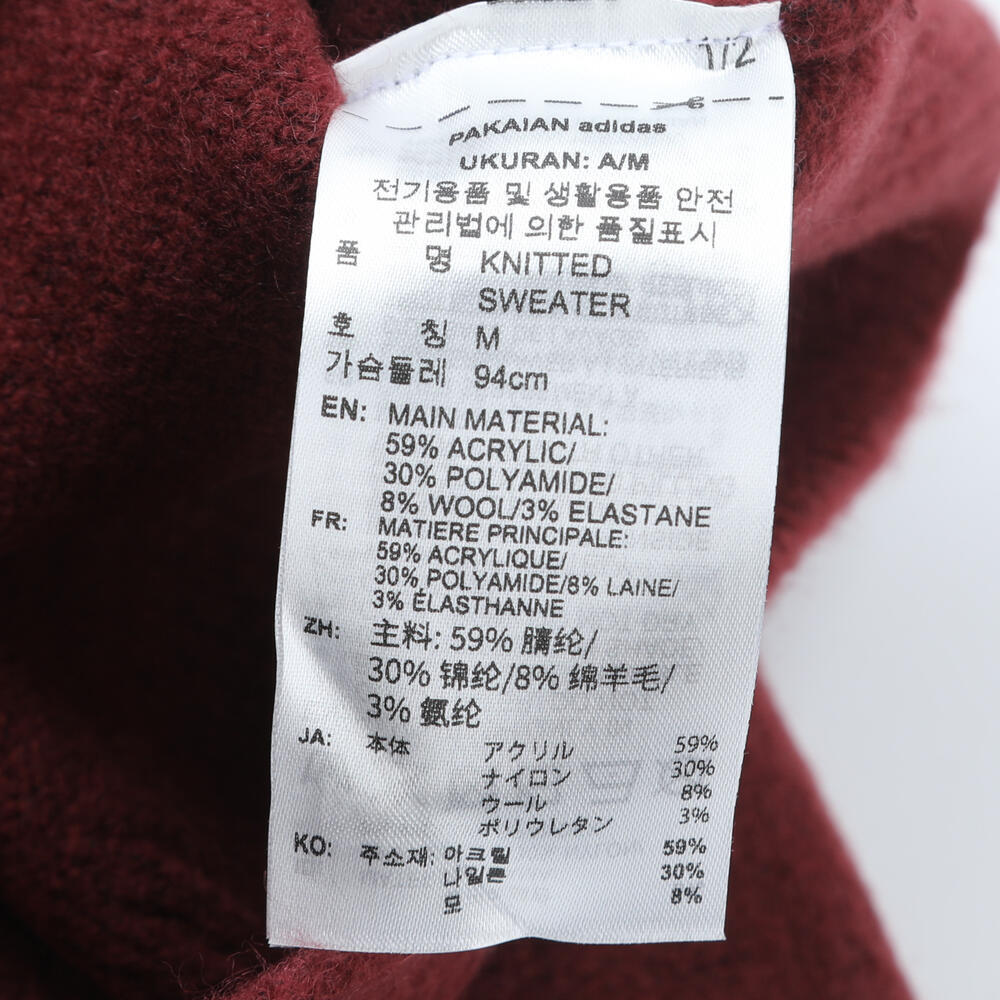 1/2
PAKAIAN adidas
UKURAN: A/M
전기용품 및 생활용품 안전
관리법에 의한 품질표시
품 명 KNITTED
SWEATER
호 칭 M
가슴둘레 94cm
EN: MAIN MATERIAL:
59% ACRYLIC/
30% POLYAMIDE/
8% WOOL/3% ELASTANE
FR: MATIERE PRINCIPALE:
59% ACRYLIQUE/
30% POLYAMIDE/8% LAINE/
3% ÉLASTHANNE
ZH: 主料: 59% 腈纶/
30% 锦纶/8% 绵羊毛/
3% 氨纶
JA: 本体 アクリル 59%
ナイロン 30%
ウール 8%
ポリウレタン 3%
KO: 주소재: 아크릴 59%
나일론 30%
모 8%